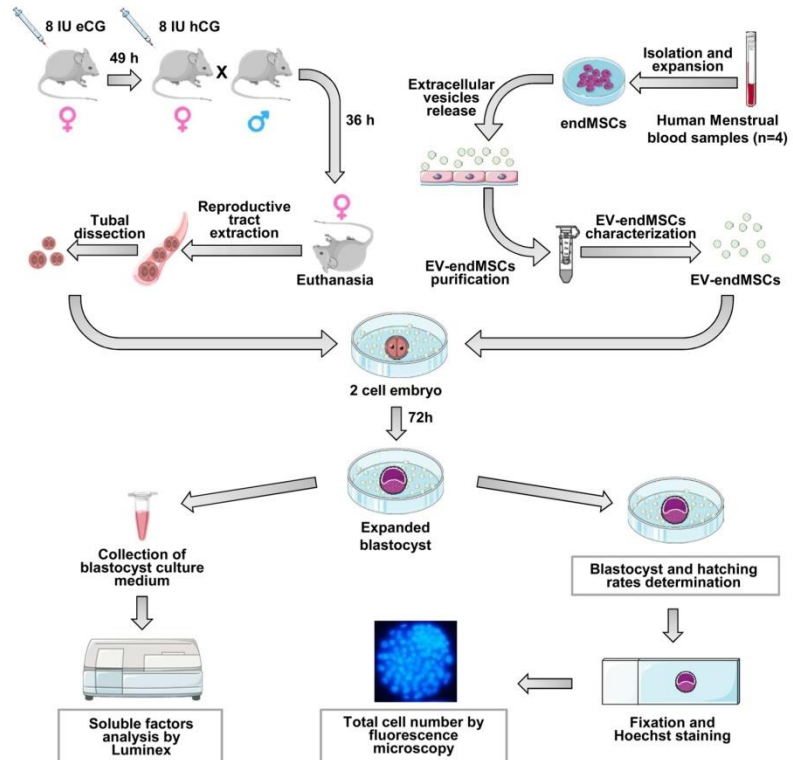 8 IU eCG
49 h
8 IU hCG
X
36 h
Euthanasia
Reproductive
tract
extraction
Tubal
dissection
Human Menstrual
blood samples (n=4)
Isolation and
expansion
endMSCs
Extracellular
vesicles
release
EV-endMSCs
purification
EV-endMSCs
characterization
EV-endMSCs
2 cell embryo
72h
Expanded
blastocyst
Collection of
blastocyst culture
medium
Soluble factors
analysis by
Luminex
Blastocyst and hatching
rates determination
Fixation and
Hoechst staining
Total cell number by
fluorescence
microscopy